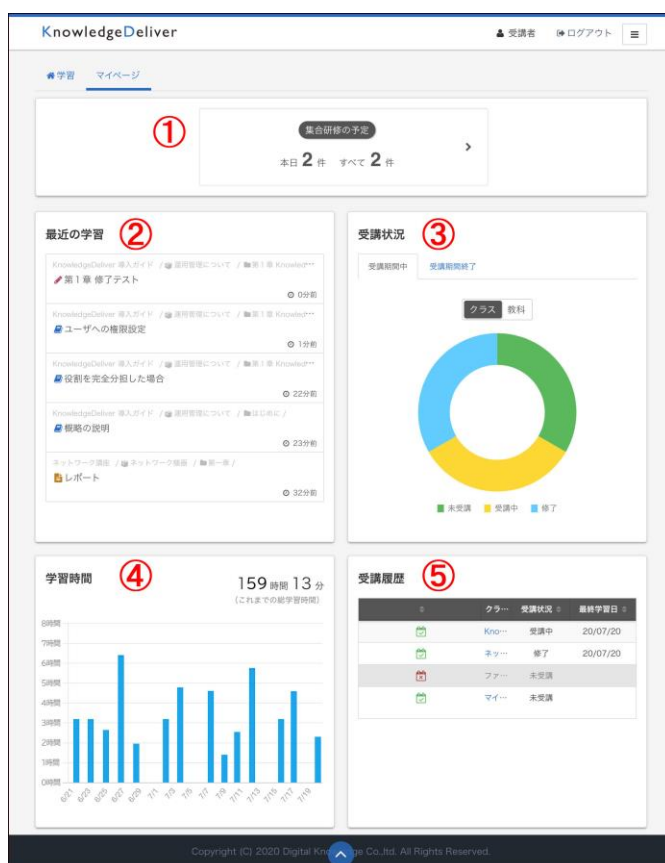 KnowledgeDeliver
受講者 ログアウト
学習 マイページ
①
集合研修の予定
本日 2 件 すべて 2 件
最近の学習 ②
KnowledgeDeliver 導入ガイド / 運用管理について / 第1章 Knowled…
第1章 修了テスト
0分前
KnowledgeDeliver 導入ガイド / 運用管理について / 第1章 Knowled…
ユーザへの権限設定
1分前
KnowledgeDeliver 導入ガイド / 運用管理について / 第1章 Knowled…
役割を完全分担した場合
22分前
KnowledgeDeliver 導入ガイド / 運用管理について / はじめに /
概略の説明
23分前
ネットワーク講座 / ネットワーク機器 / 第一章 /
レポート
32分前
受講状況 ③
受講期間中 受講期間終了
クラス 教科
未受講 受講中 修了
学習時間 ④
159 時間 13 分
(これまでの総学習時間)
8時間
7時間
6時間
5時間
4時間
3時間
2時間
1時間
0時間
6/21 6/23 6/25 6/27 6/29 7/1 7/3 7/5 7/7 7/9 7/11 7/13 7/15 7/17 7/19
受講履歴 ⑤
クラ… 受講状況 最終学習日
Kno… 受講中 20/07/20
ネッ… 修了 20/07/20
ファ… 未受講
マイ… 未受講
Copyright (C) 2020 Digital Kn ge Co.,ltd. All Rights Reserved.